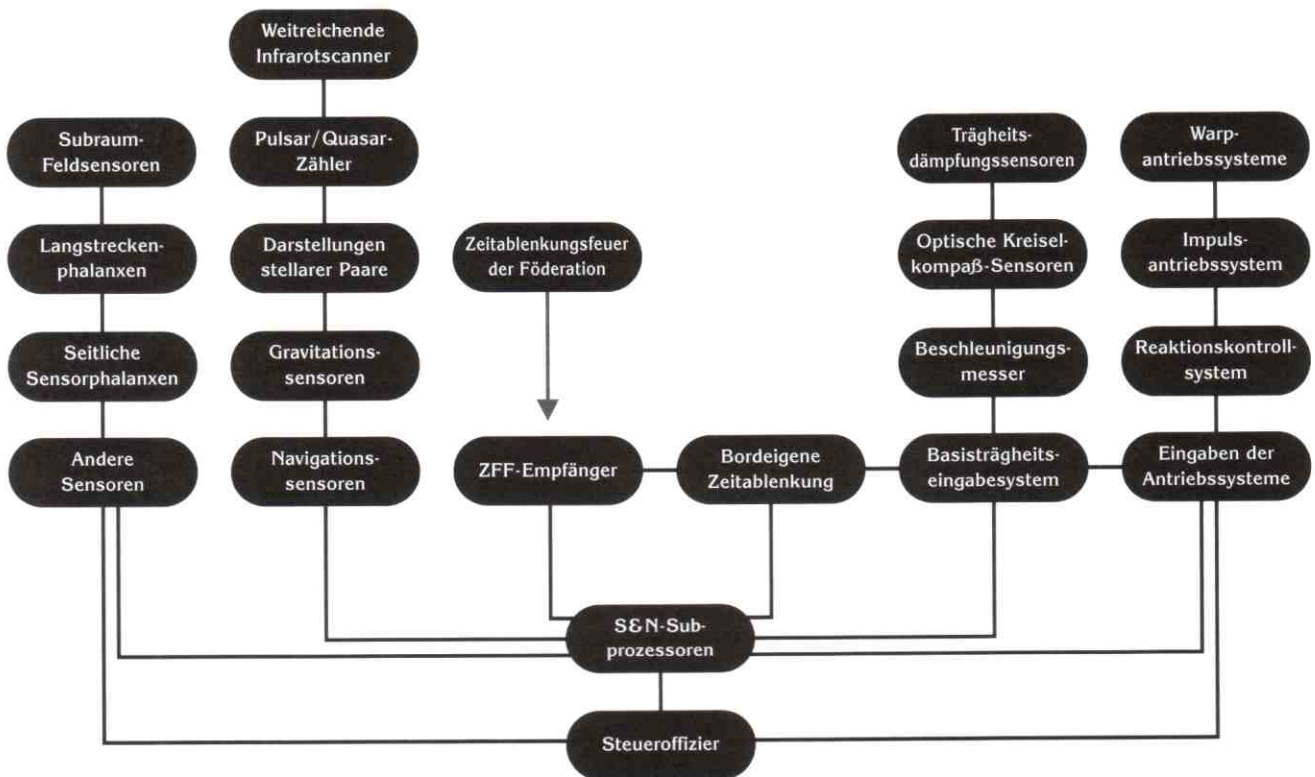 Weitreichende
Infrarotscanner
Subraum-
Feldsensoren
Pulsar/Quasar-
Zähler
Trägheits-
dämpfungssensoren
Warp-
antriebssysteme
Langstrecken-
phalanxen
Darstellungen
stellarer Paare
Zeitablenkungsfeuer
der Föderation
Optische Kreisel-
kompaß-Sensoren
Impuls-
antriebssystem
Seitliche
Sensorphalanxen
Gravitations-
sensoren
Beschleunigungs-
messer
Reaktionskontroll-
system
Andere
Sensoren
Navigations-
sensoren
ZFF-Empfänger
Bordeigene
Zeitablenkung
Basisträgheits-
eingabesystem
Eingaben der
Antriebssysteme
S&N-Sub-
prozessoren
Steueroffizier